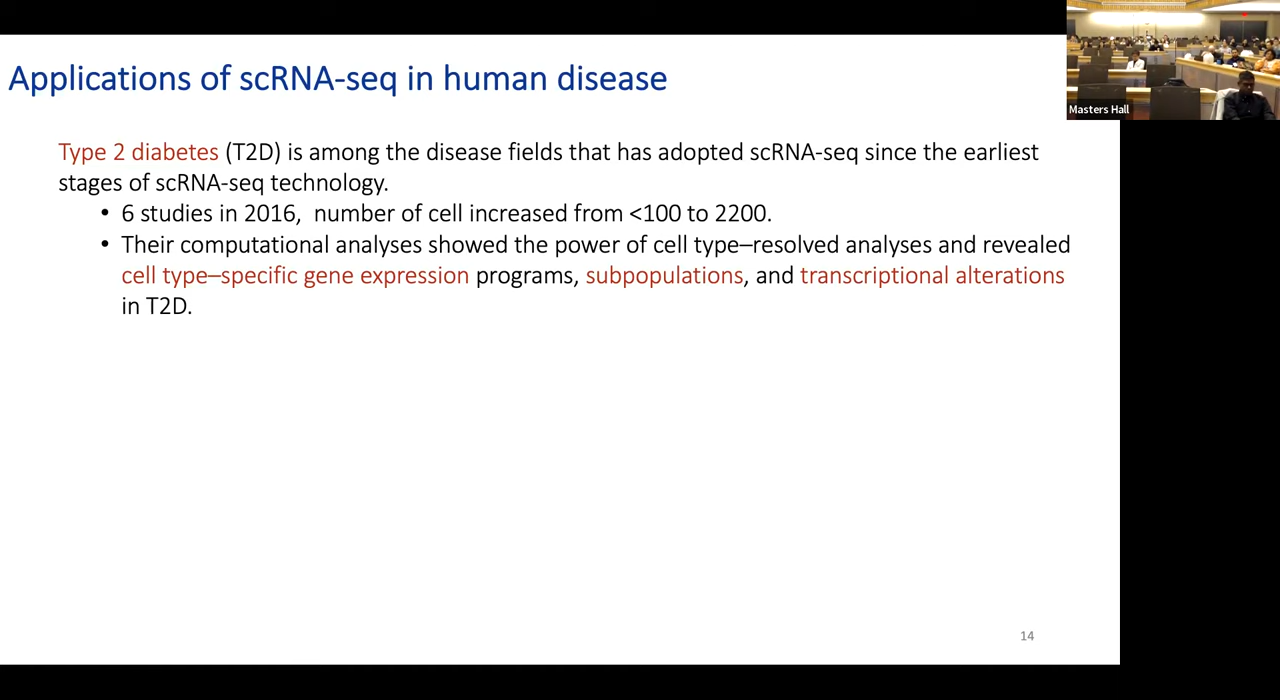 Applications of scRNA-seq in human disease
Masters Hall
Type 2 diabetes (T2D) is among the disease fields that has adopted scRNA-seq since the earliest
stages of scRNA-seq technology.
• 6 studies in 2016,  number of cell increased from <100 to 2200.
• Their computational analyses showed the power of cell type–resolved analyses and revealed
cell type–specific gene expression programs, subpopulations, and transcriptional alterations
in T2D.
14